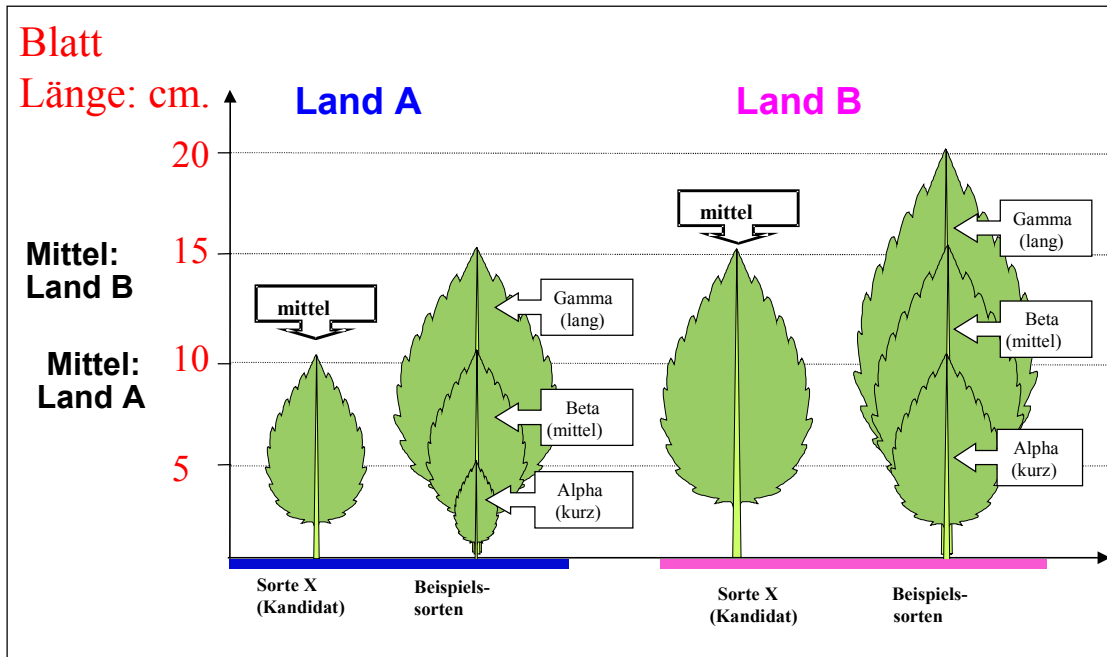 Blatt
Länge: cm.
Land A
Land B
20
15
10
5
Mittel:
Land B
Mittel:
Land A
mittel
Gamma
(lang)
Beta
(mittel)
Alpha
(kurz)
mittel
Gamma
(lang)
Beta
(mittel)
Alpha
(kurz)
Sorte X
(Kandidat)
Beispiels-
sorten
Sorte X
(Kandidat)
Beispiels-
sorten